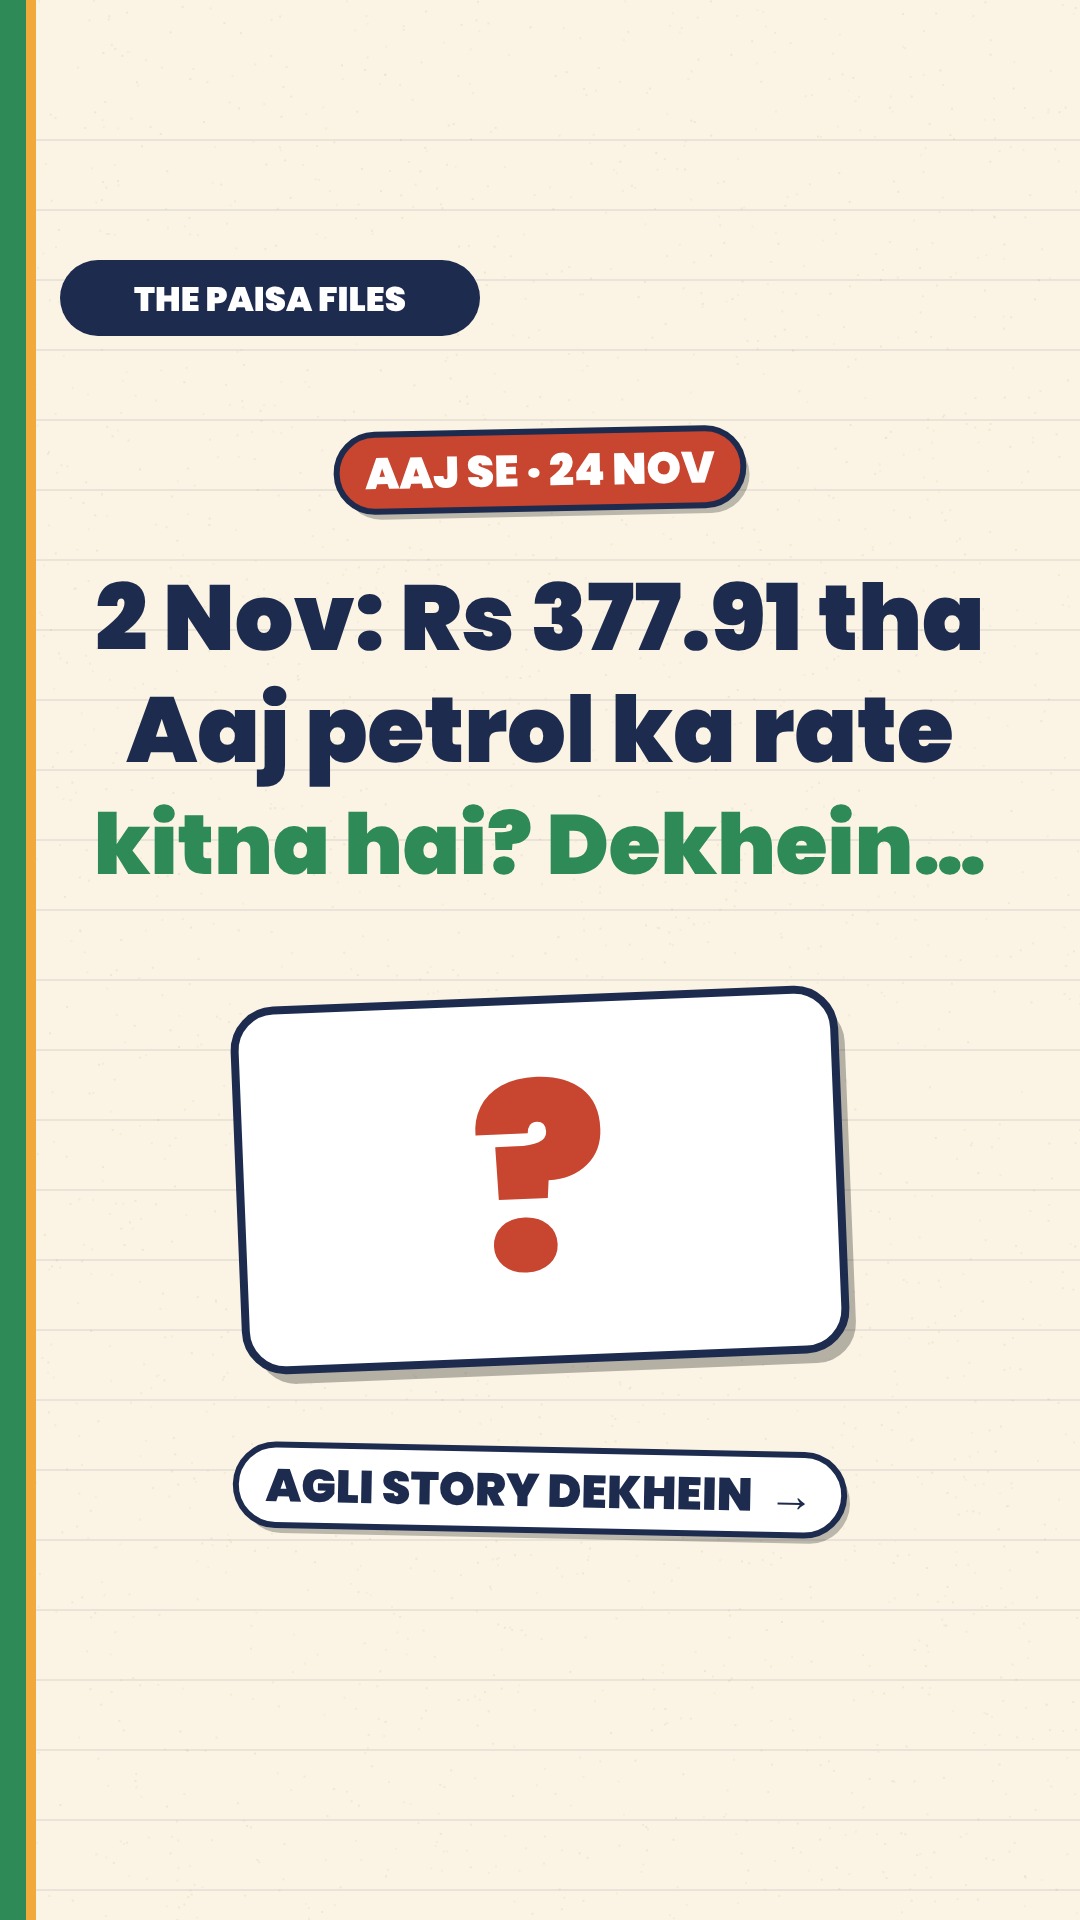 THE PAISA FILES
AAJ SE • 24 NOV
2 Nov: Rs 377.91 tha
Aaj petrol ka rate
kitna hai? Dekhein...
?
AGLI STORY DEKHEIN →